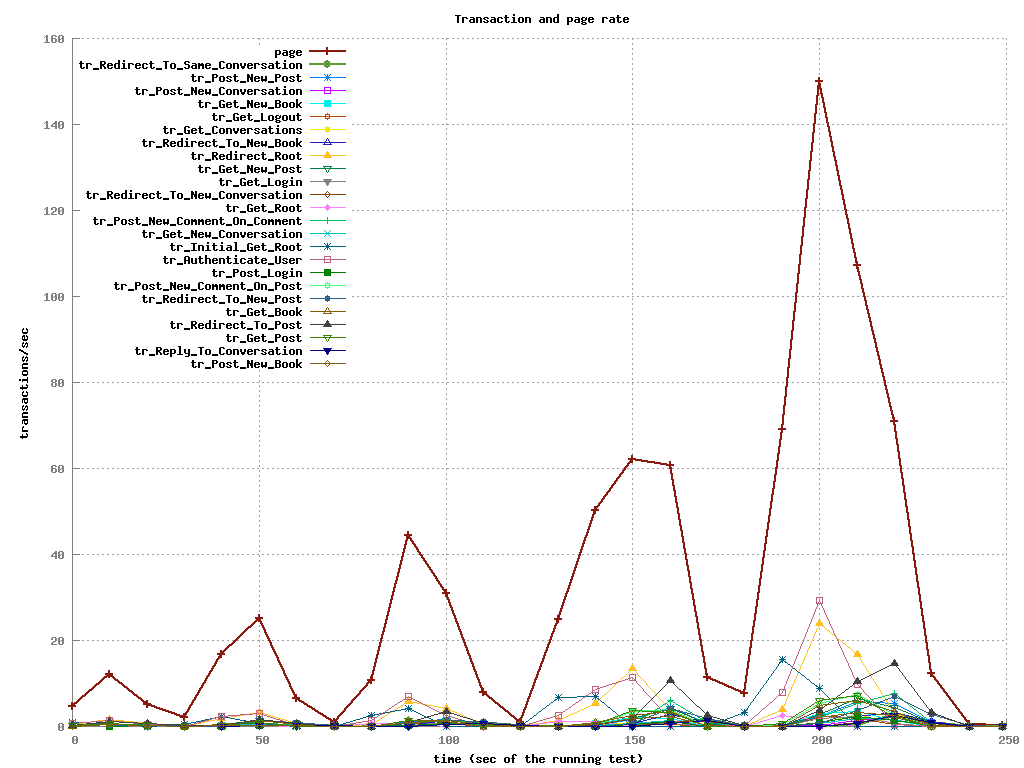 Transaction and page rate
160
140
120
100
80
60
40
20
0
transactions/sec
page
tr_Redirect_To_Same_Conversation
tr_Post_New_Post
tr_Post_New_Conversation
tr_Get_New_Book
tr_Get_Logout
tr_Get_Conversations
tr_Redirect_To_New_Book
tr_Redirect_Root
tr_Get_New_Post
tr_Get_Login
tr_Redirect_To_New_Conversation
tr_Get_Root
tr_Post_New_Comment_On_Comment
tr_Get_New_Conversation
tr_Initial_Get_Root
tr_Authenticate_User
tr_Post_Login
tr_Post_New_Comment_On_Post
tr_Redirect_To_New_Post
tr_Get_Book
tr_Redirect_To_Post
tr_Get_Post
tr_Reply_To_Conversation
tr_Post_New_Book
0 50 100 150 200 250
time (sec of the running test)